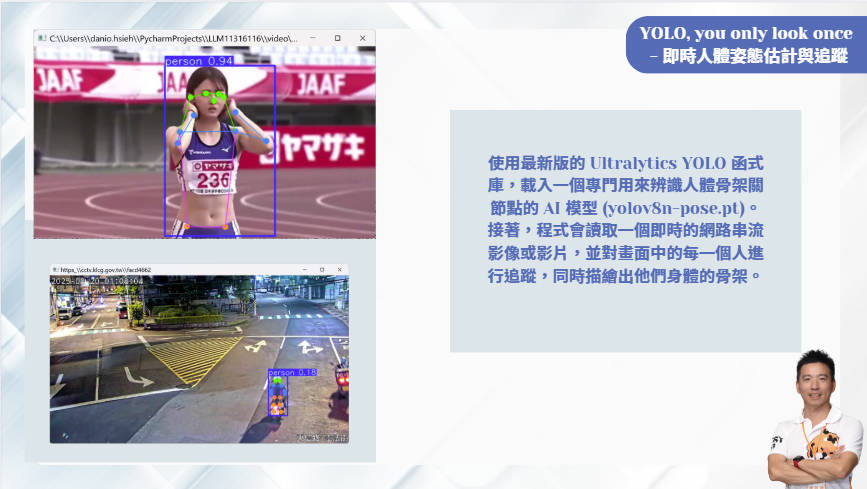 C:\\Users\\danio.hsieh\\PycharmProjects\\LLM11316116\\video\...
YOLO, you only look once
- 即時人體姿態估計與追蹤
person 0.94
JAAF
JAAF
ヤマザキ
ヤマザキ
236
使用最新版的 Ultralytics YOLO 函式
庫，載入一個專門用來辨識人體骨架關
節點的 AI 模型 (yolov8n-pose.pt)。
接著，程式會讀取一個即時的網路串流
影像或影片，並對畫面中的每一個人進
行追蹤，同時描繪出他們身體的骨架。
person 0.18